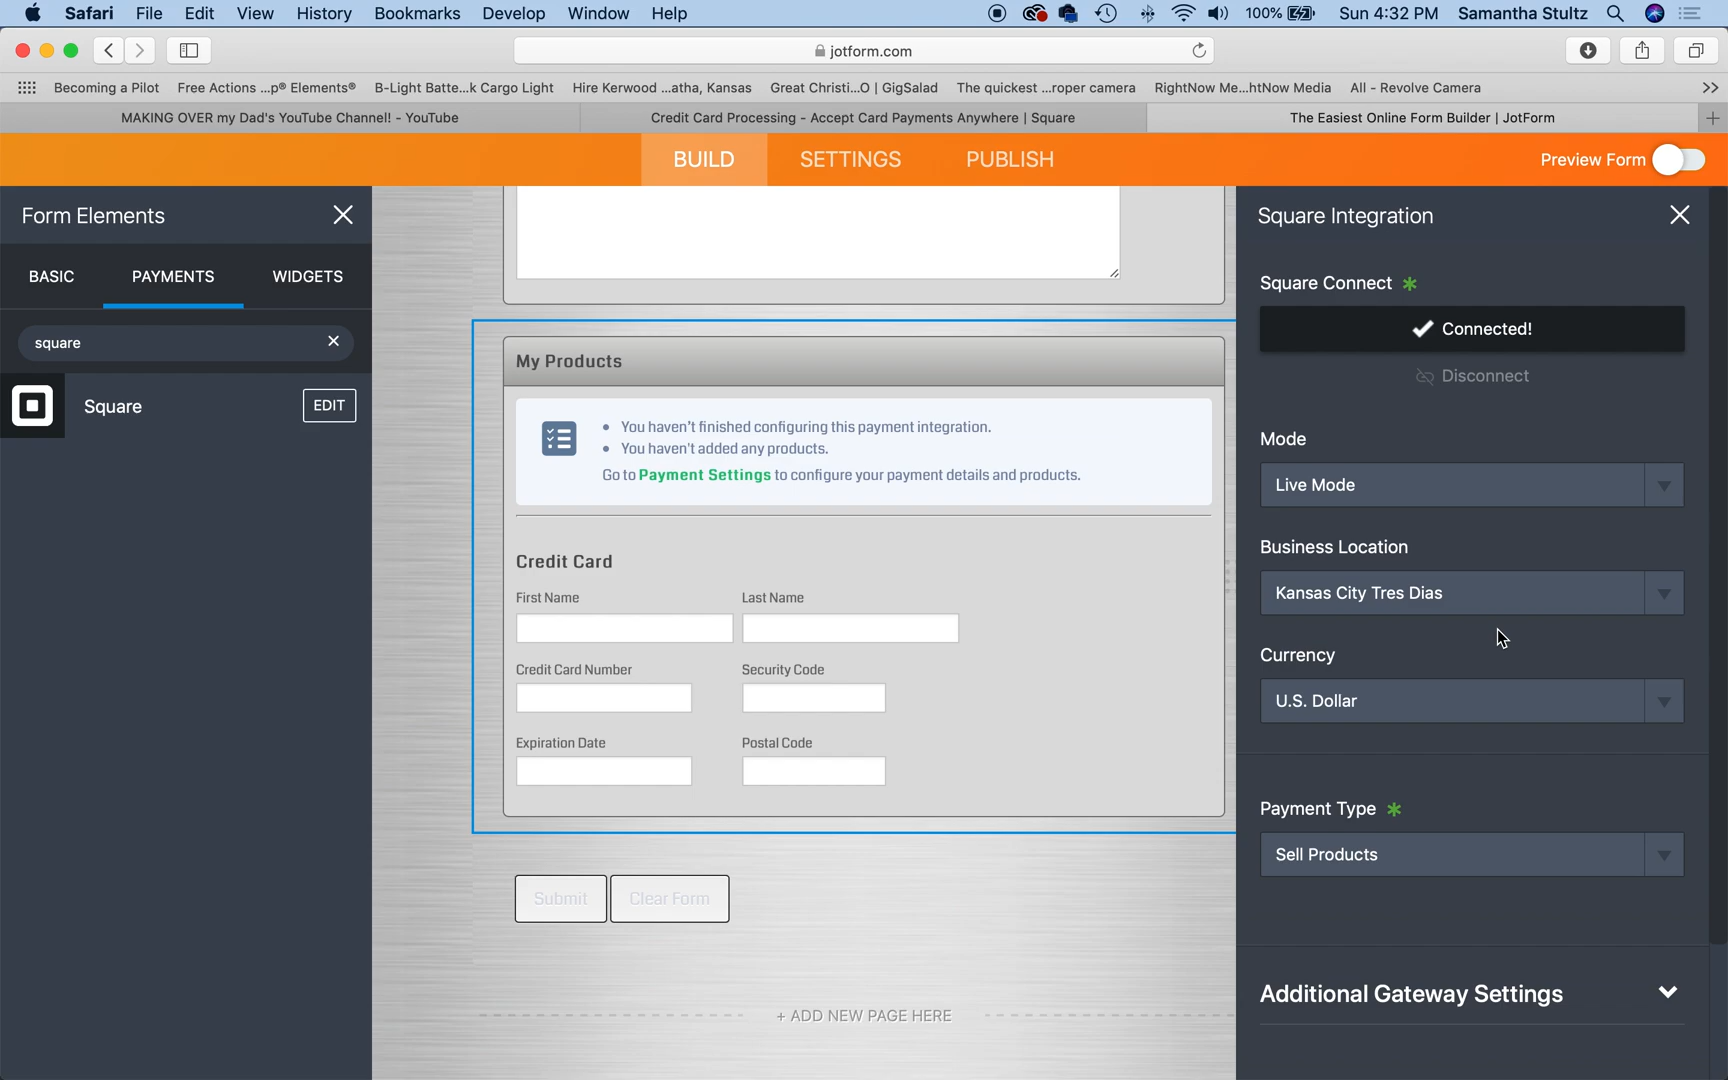 Safari File Edit View History Bookmarks Develop Window Help 100% Sun 4:32 PM Samantha Stultz
jotform.com
Becoming a Pilot Free Actions ...p® Elements® B-Light Batte...k Cargo Light Hire Kerwood ...atha, Kansas Great Christi...O | GigSalad The quickest ...roper camera RightNow Me...htNow Media All - Revolve Camera >>
MAKING OVER my Dad's YouTube Channel! - YouTube Credit Card Processing - Accept Card Payments Anywhere | Square The Easiest Online Form Builder | JotForm
BUILD SETTINGS PUBLISH Preview Form
Form Elements
BASIC PAYMENTS WIDGETS
square
Square EDIT
My Products
• You haven't finished configuring this payment integration.
• You haven't added any products.
Go to Payment Settings to configure your payment details and products.
Credit Card
First Name Last Name
Credit Card Number Security Code
Expiration Date Postal Code
Submit Clear Form
+ ADD NEW PAGE HERE
Square Integration
Square Connect
Connected!
Disconnect
Mode
Live Mode
Business Location
Kansas City Tres Dias
Currency
U.S. Dollar
Payment Type
Sell Products
Additional Gateway Settings